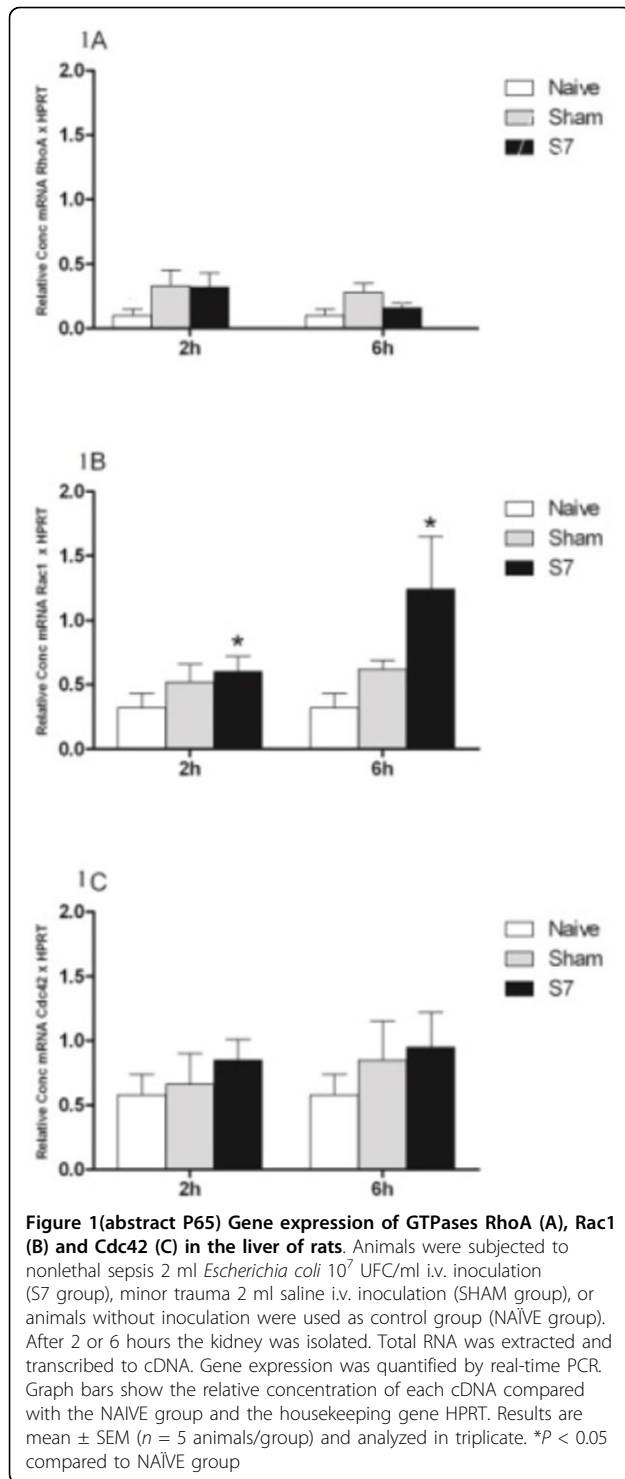 1A
2.0
1.5
1.0
0.5
0.0
Relative Conc mRNA RhoA x HPRT
2h
6h
Naive
Sham
S7
1B
2.0
1.5
1.0
0.5
0.0
Relative Conc mRNA Rac1 x HPRT
*
*
2h
6h
Naive
Sham
S7
1C
2.0
1.5
1.0
0.5
0.0
Relative Conc mRNA Cdc42 x HPRT
2h
6h
Naive
Sham
S7
Figure 1(abstract P65) Gene expression of GTPases RhoA (A), Rac1
(B) and Cdc42 (C) in the liver of rats. Animals were subjected to
nonlethal sepsis 2 ml Escherichia coli 10⁷ UFC/ml i.v. inoculation
(S7 group), minor trauma 2 ml saline i.v. inoculation (SHAM group), or
animals without inoculation were used as control group (NAÏVE group).
After 2 or 6 hours the kidney was isolated. Total RNA was extracted and
transcribed to cDNA. Gene expression was quantified by real-time PCR.
Graph bars show the relative concentration of each cDNA compared
with the NAIVE group and the housekeeping gene HPRT. Results are
mean ± SEM (n = 5 animals/group) and analyzed in triplicate. *P < 0.05
compared to NAÏVE group